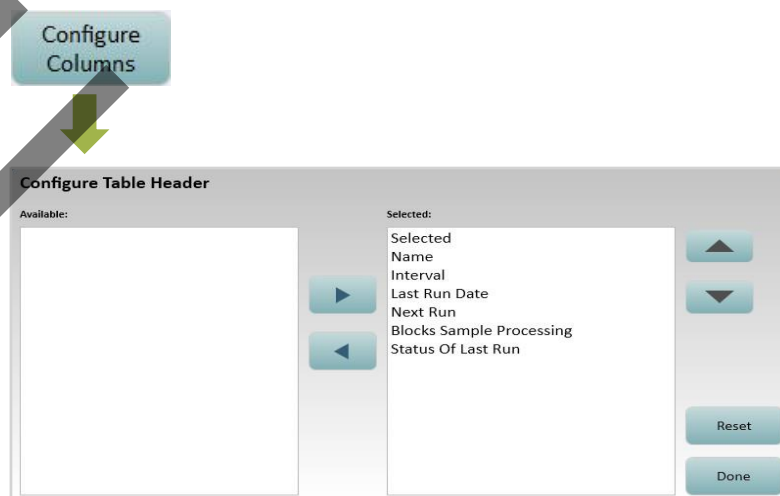 Configure
Columns
Configure Table Header
Available:
Selected:
Selected
Name
Interval
Last Run Date
Next Run
Blocks Sample Processing
Status Of Last Run
Reset
Done